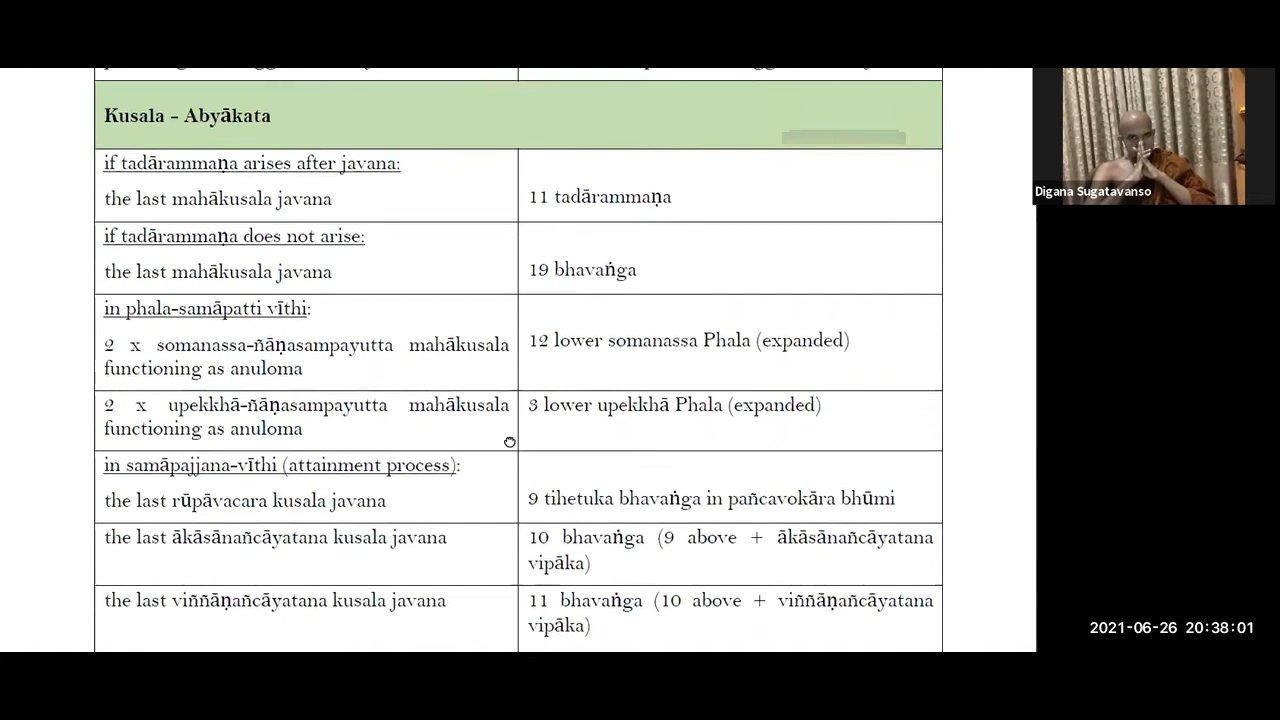 Kusala - Abyākata
if tadārammaṇa arises after javana:
the last mahākusala javana
11 tadārammaṇa
if tadārammaṇa does not arise:
the last mahākusala javana
19 bhavaṅga
in phala-samāpatti vīthi:
2 x somanassa-ñāṇasampayutta mahākusala
functioning as anuloma
12 lower somanassa Phala (expanded)
2 x upekkhā-ñāṇasampayutta mahākusala
functioning as anuloma
3 lower upekkhā Phala (expanded)
in samāpajjana-vīthi (attainment process):
the last rūpāvacara kusala javana
9 tihetuka bhavaṅga in pañcavokāra bhūmi
the last ākāsānañcāyatana kusala javana
10 bhavaṅga (9 above + ākāsānañcāyatana
vipāka)
the last viññāṇañcāyatana kusala javana
11 bhavaṅga (10 above + viññāṇañcāyatana
vipāka)
Digana Sugatavanso
2021-06-26 20:38:01